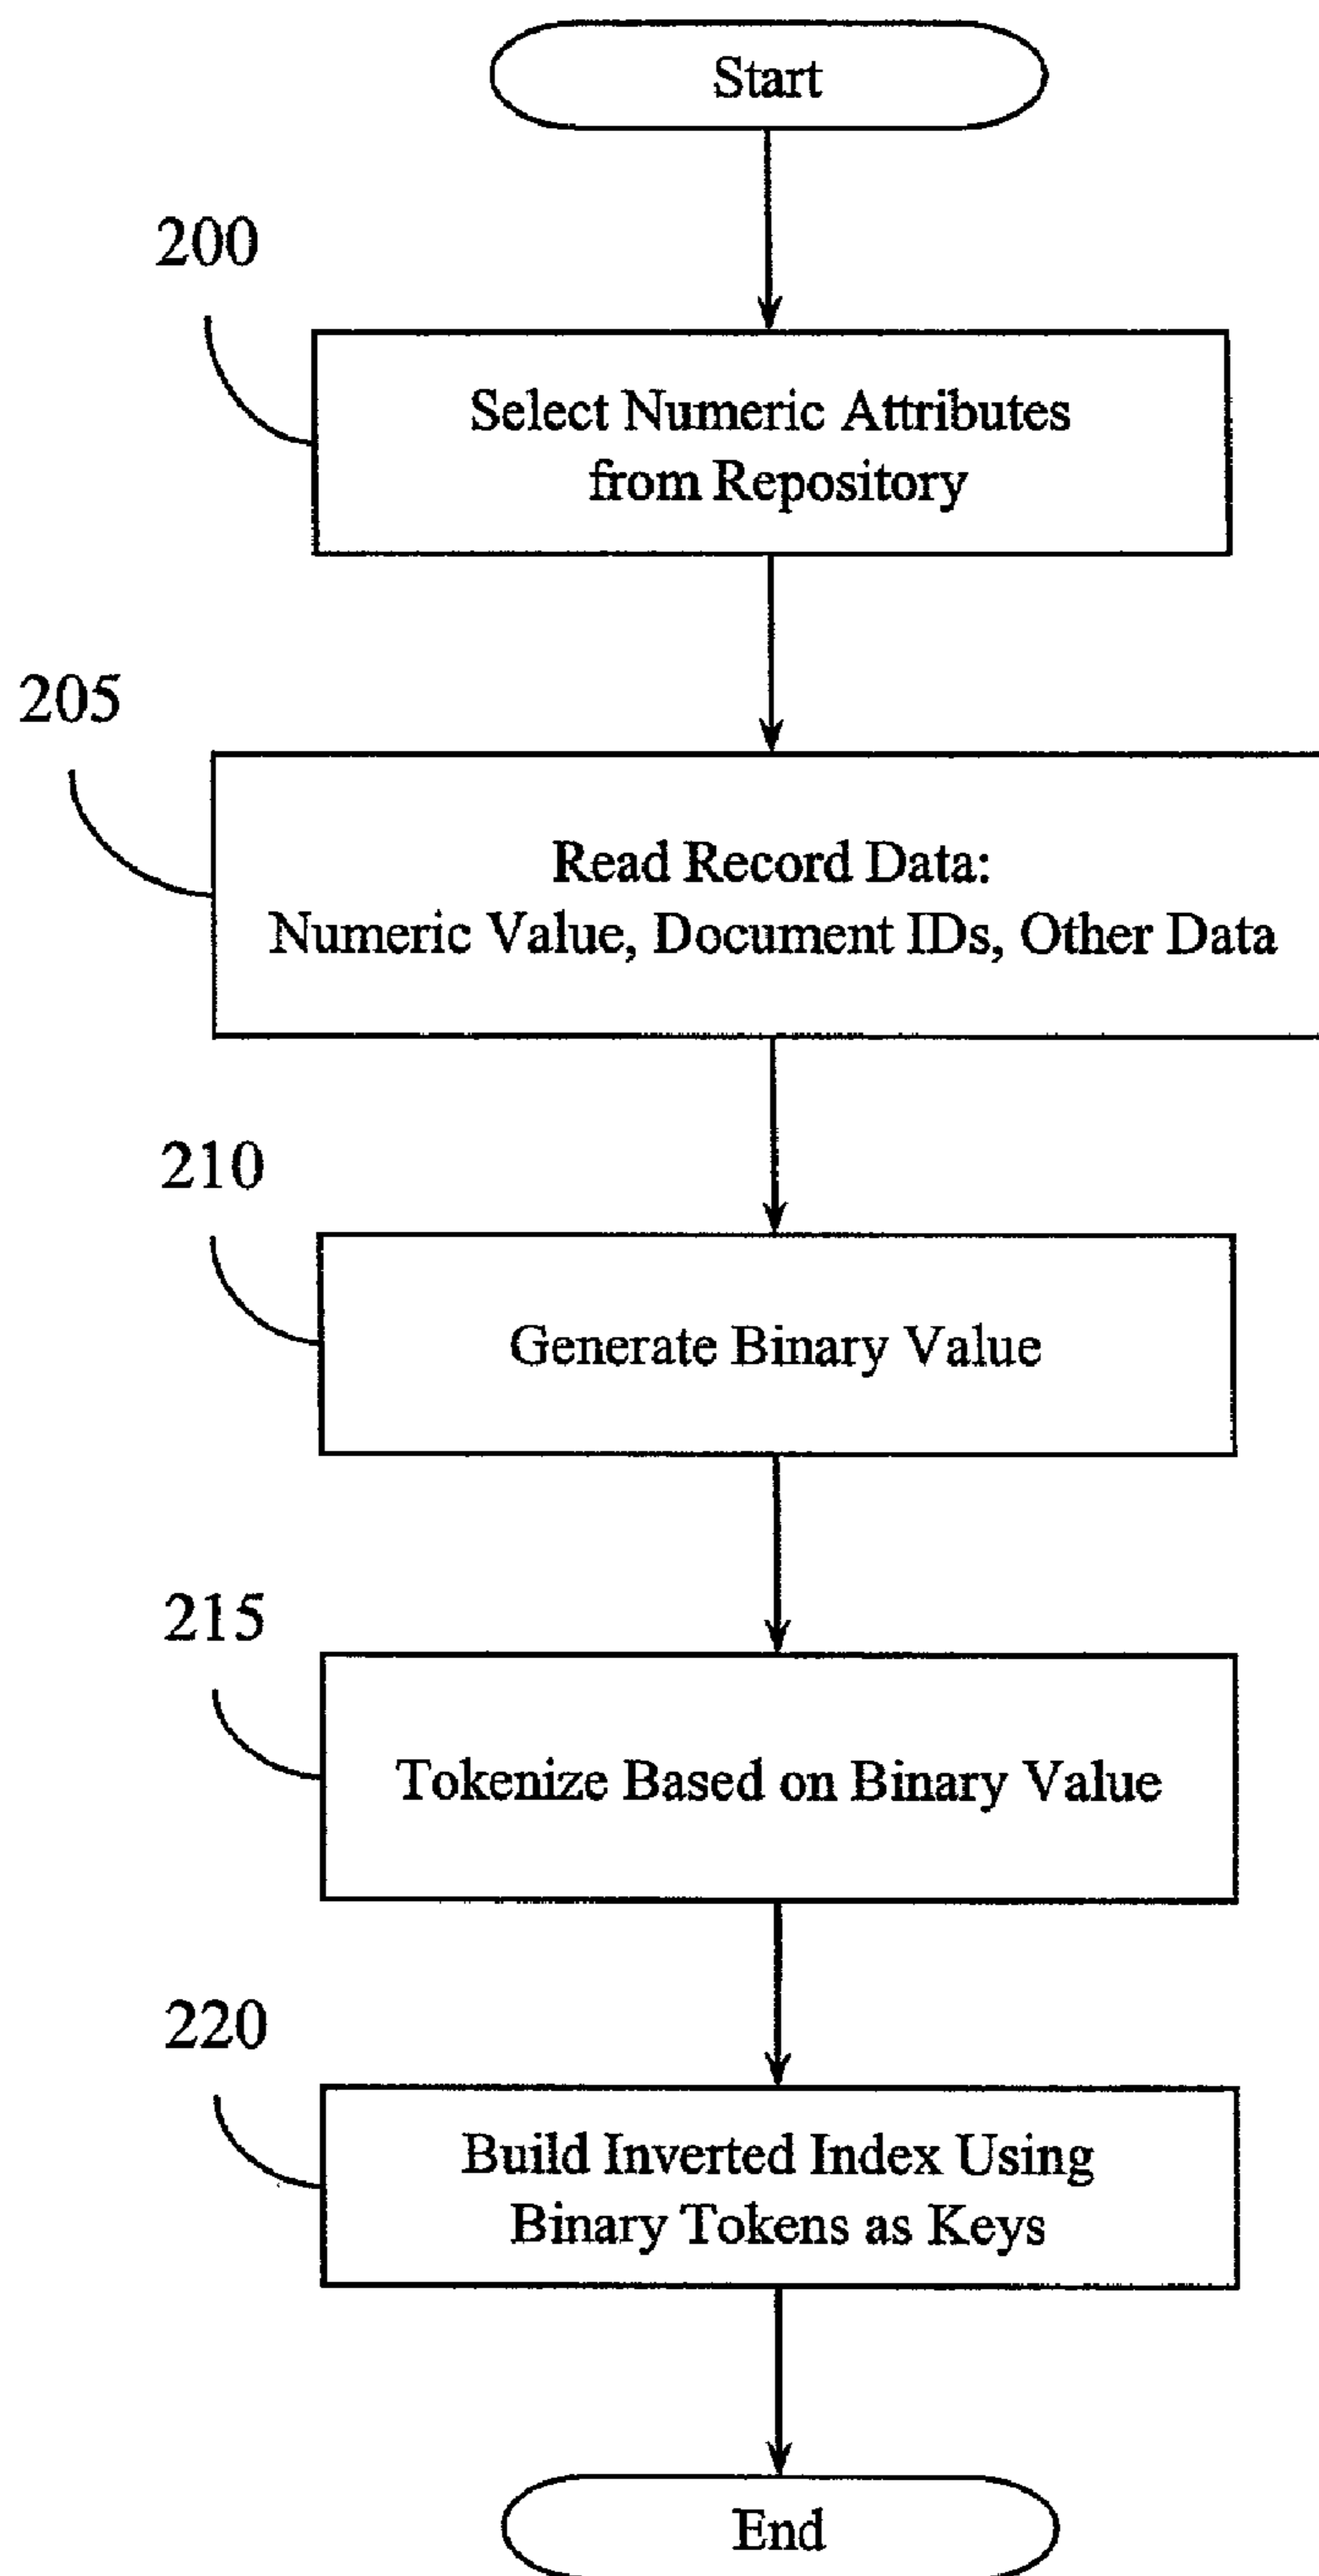 Start
200
Select Numeric Attributes
from Repository
205
Read Record Data:
Numeric Value, Document IDs, Other Data
210
Generate Binary Value
215
Tokenize Based on Binary Value
220
Build Inverted Index Using
Binary Tokens as Keys
End